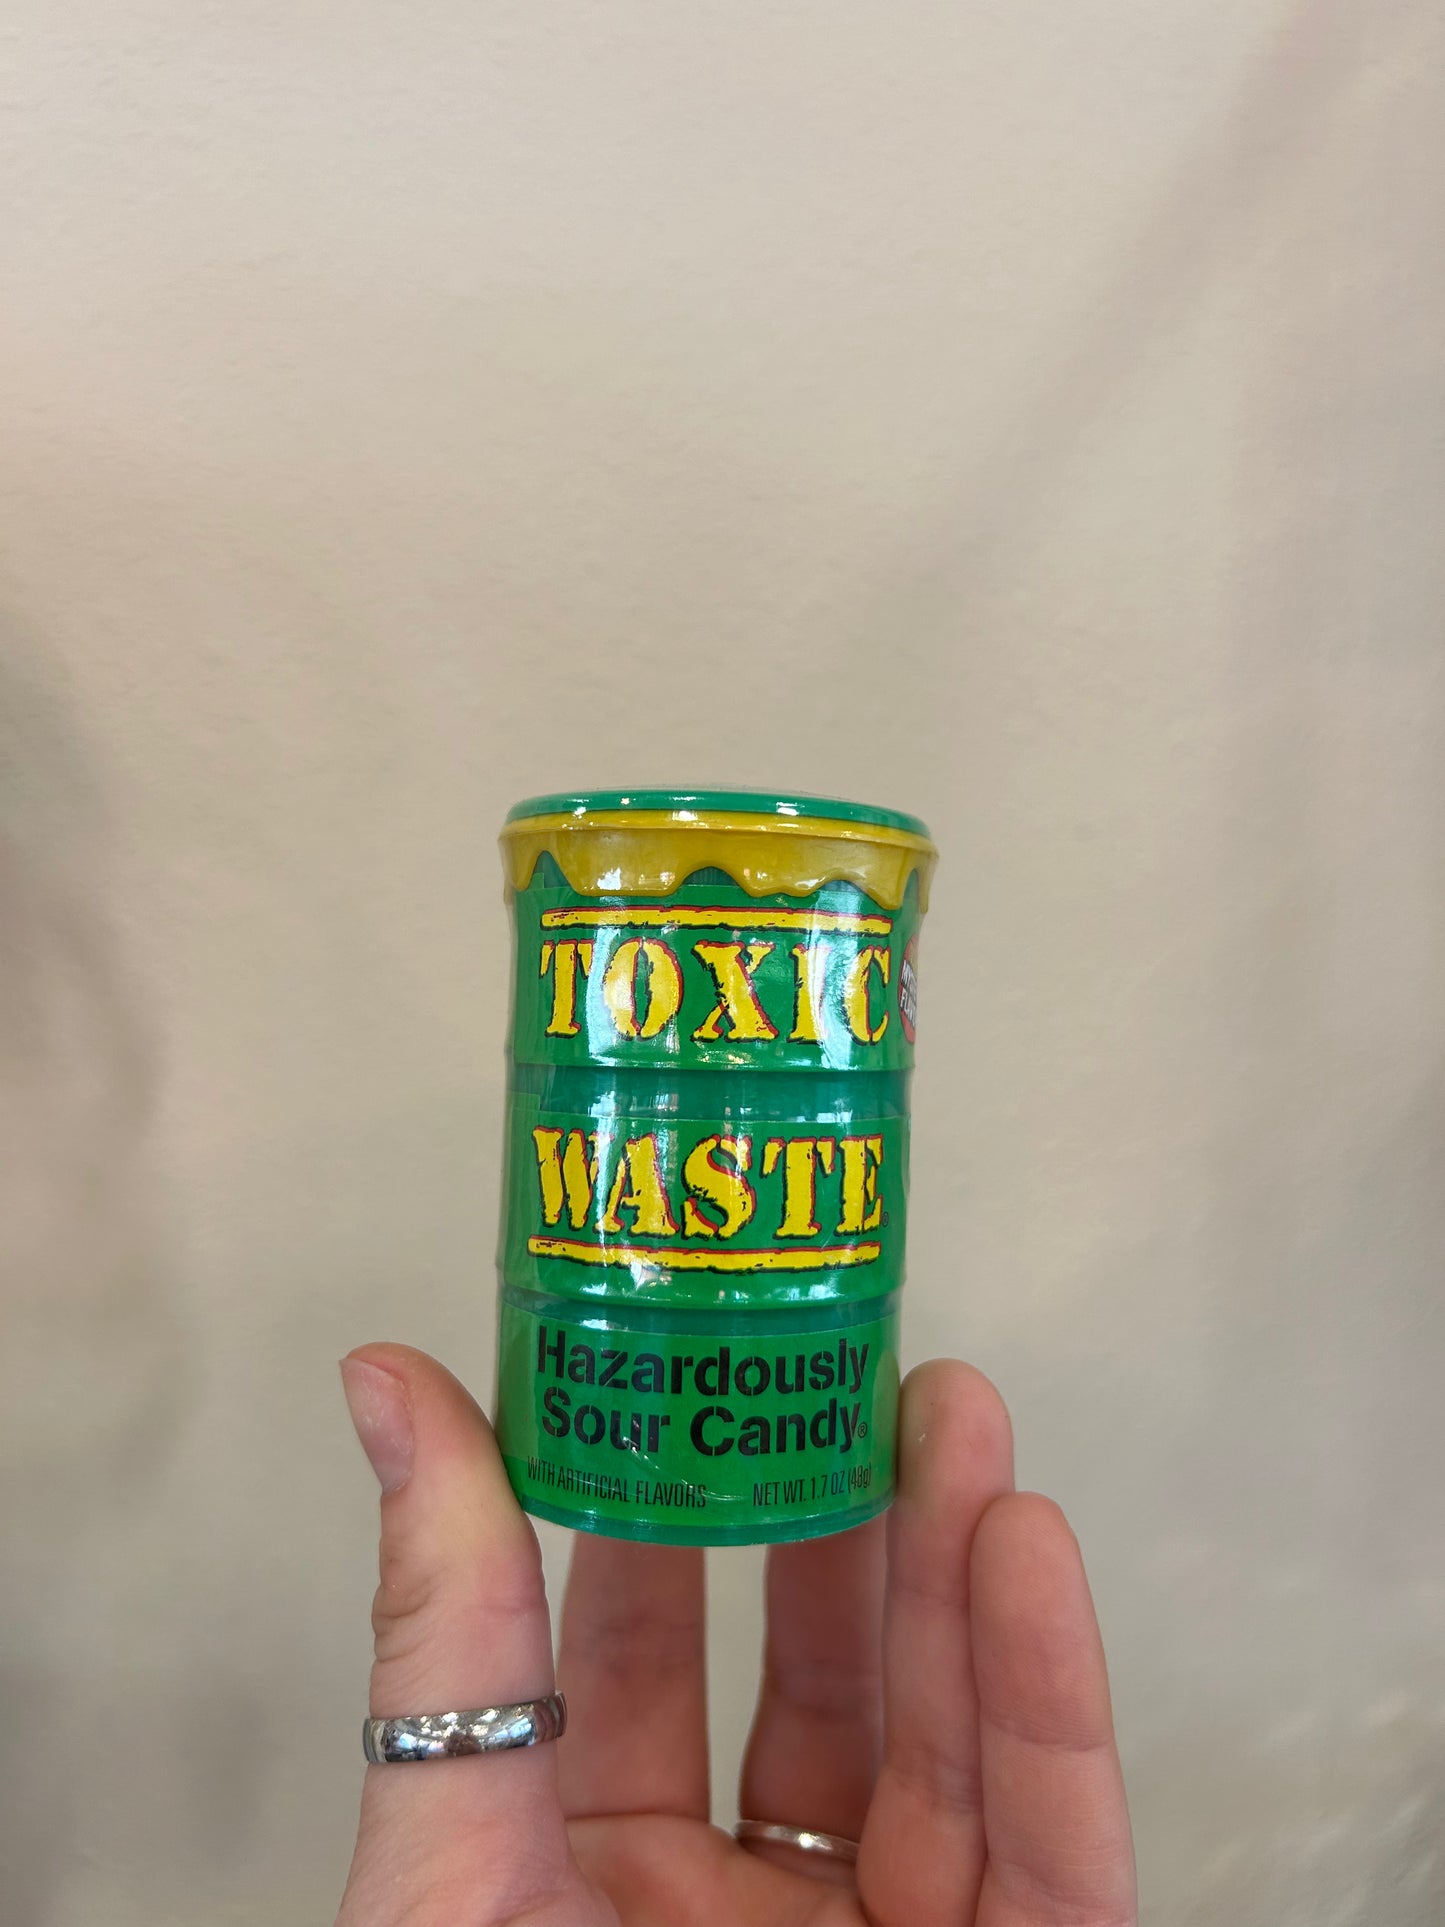 TOXIC
WASTE®
Hazardously
Sour Candy®
WITH ARTIFICIAL FLAVORS NET WT. 1.7 OZ (48g)